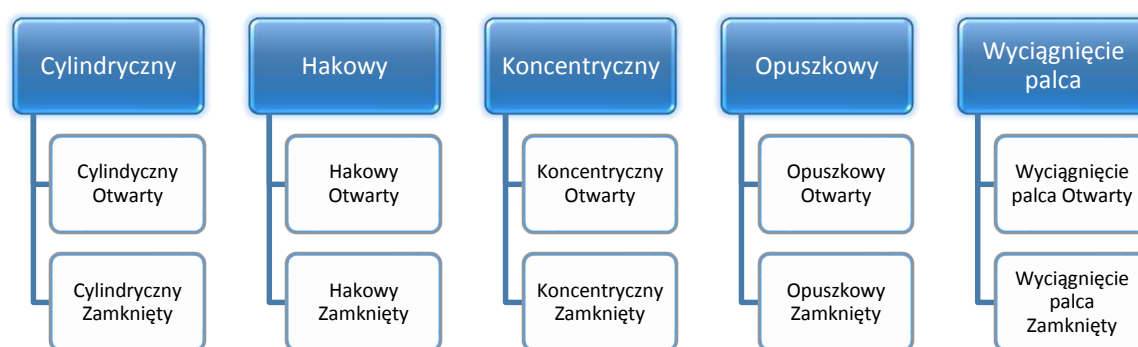 Cylindryczny
Hakowy
Koncentryczny
Opuszkowy
Wyciągnięcie
palca
Cylindyczny
Otwarty
Hakowy
Otwarty
Koncentryczny
Otwarty
Opuszkowy
Otwarty
Wyciągnięcie
palca Otwarty
Cylindryczny
Zamknięty
Hakowy
Zamknięty
Koncentryczny
Zamknięty
Opuszkowy
Zamknięty
Wyciągnięcie
palca
Zamknięty